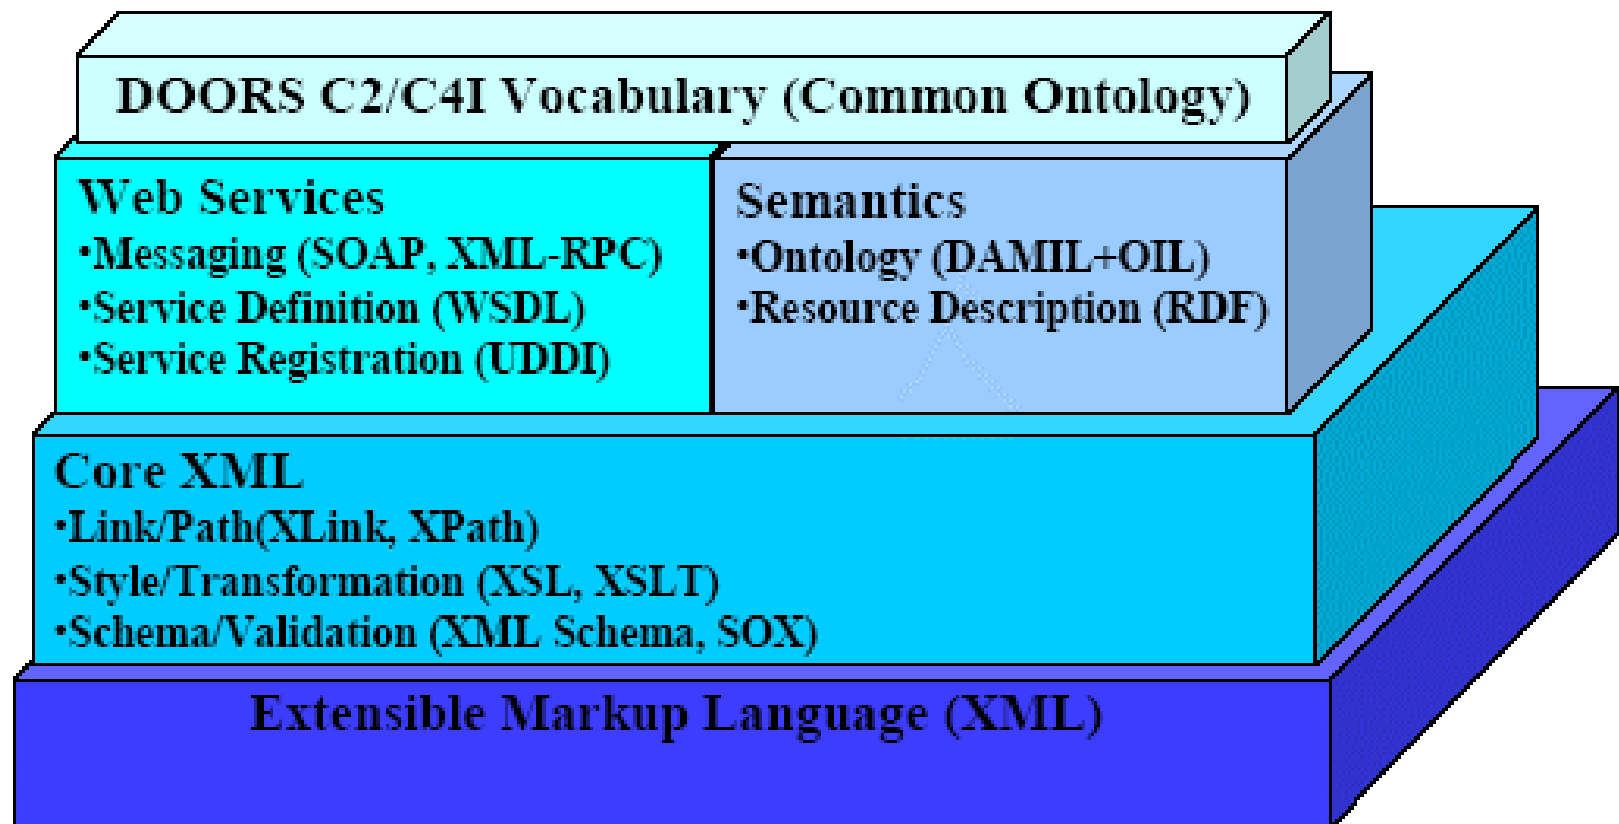 DOORS C2/C4I Vocabulary (Common Ontology)
Web Services
•Messaging (SOAP, XML-RPC)
•Service Definition (WSDL)
•Service Registration (UDDI)
Semantics
•Ontology (DAMIL+OIL)
•Resource Description (RDF)
Core XML
•Link/Path(XLink, XPath)
•Style/Transformation (XSL, XSLT)
•Schema/Validation (XML Schema, SOX)
Extensible Markup Language (XML)